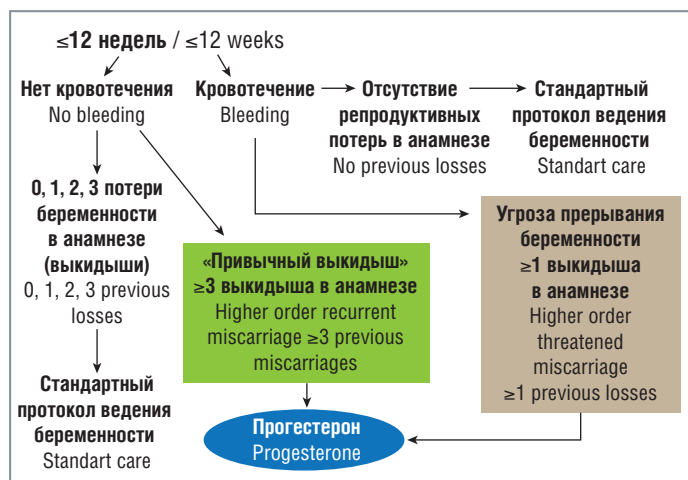 ≤12 недель / ≤12 weeks
Нет кровотечения
No bleeding
Кровотечение
Bleeding
Отсутствие
репродуктивных
потерь в анамнезе
No previous losses
Стандартный
протокол ведения
беременности
Standart care
0, 1, 2, 3 потери
беременности
в анамнезе
(выкидыши)
0, 1, 2, 3 previous
losses
Стандартный
протокол ведения
беременности
Standart care
«Привычный выкидыш»
≥3 выкидыша в анамнезе
Higher order recurrent
miscarriage ≥3 previous
miscarriages
Угроза прерывания
беременности
≥1 выкидыша
в анамнезе
Higher order
threatened
miscarriage
≥1 previous losses
Прогестерон
Progesterone